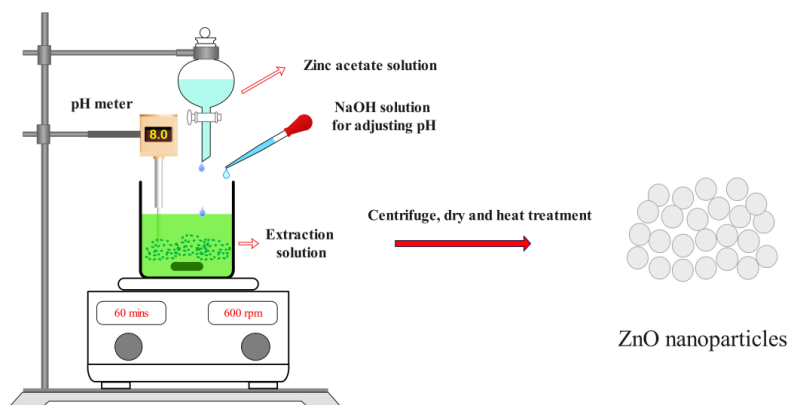 Zinc acetate solution
pH meter
NaOH solution
for adjusting pH
8.0
Centrifuge, dry and heat treatment
Extraction
solution
60 mins
600 rpm
ZnO nanoparticles